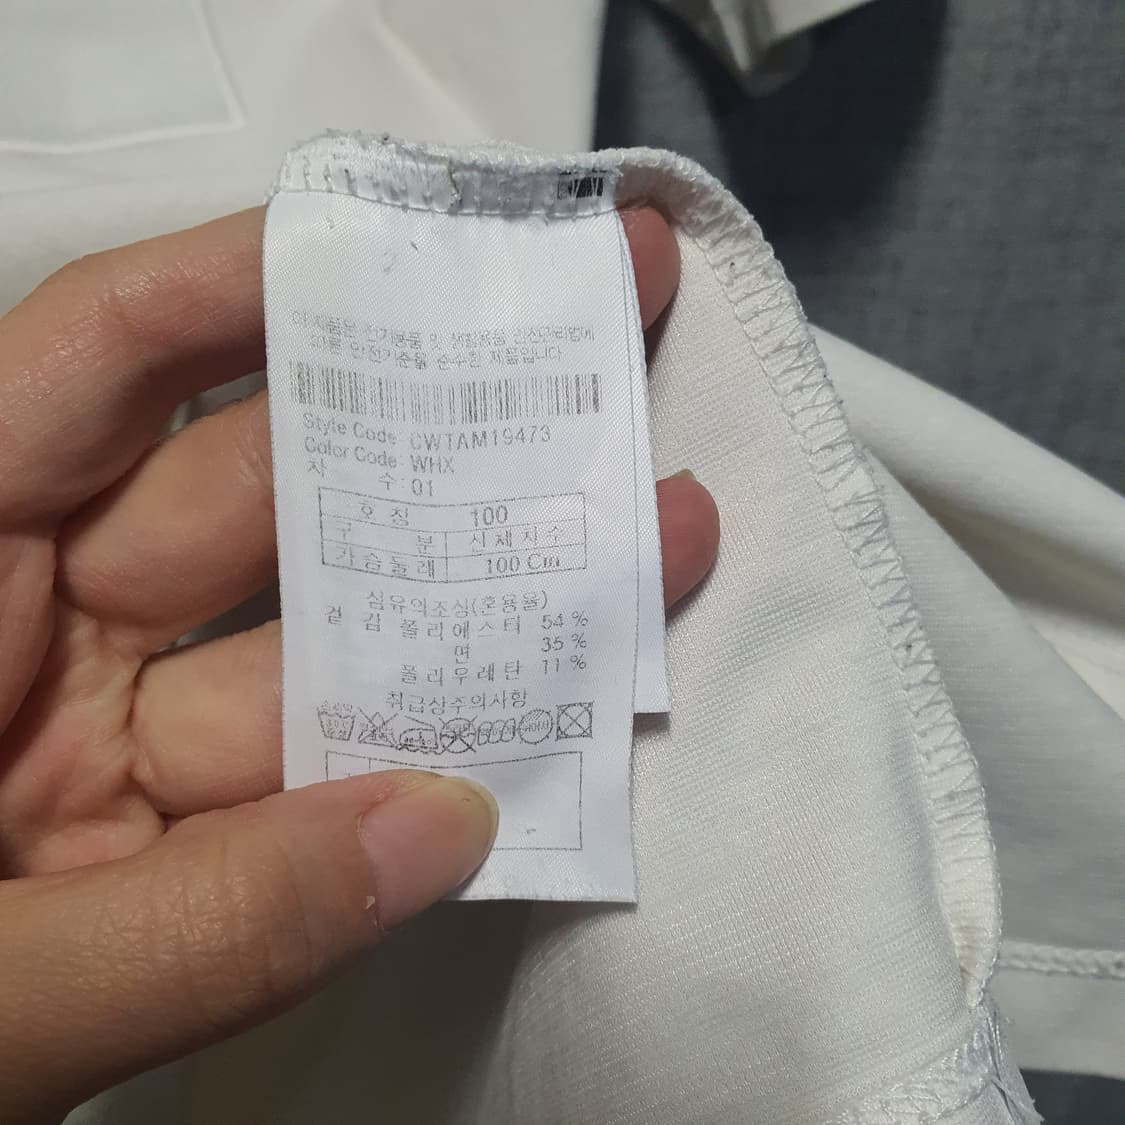 이 제품은 전기용품 및 생활용품 안전관리법에
따른 안전기준을 준수한 제품입니다
Style Code: CWTAM19473
Color Code: WHX
차 수: 01
호 칭 100
구 분 신체치수
가슴둘레 100 Cm
섬유의조성(혼용율)
겉 감 폴리에스터 54 %
면 35 %
폴리우레탄 11 %
취급상주의사항